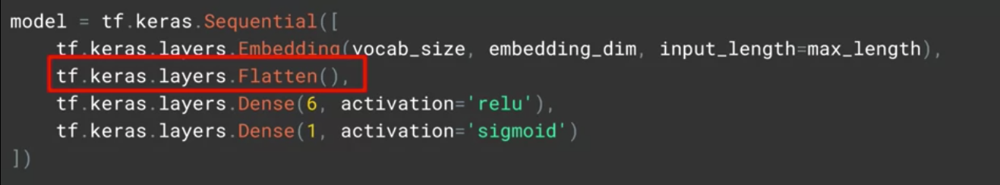 model = tf.keras.Sequential([
    tf.keras.layers.Embedding(vocab_size, embedding_dim, input_length=max_length),
    tf.keras.layers.Flatten(),
    tf.keras.layers.Dense(6, activation='relu'),
    tf.keras.layers.Dense(1, activation='sigmoid')
])